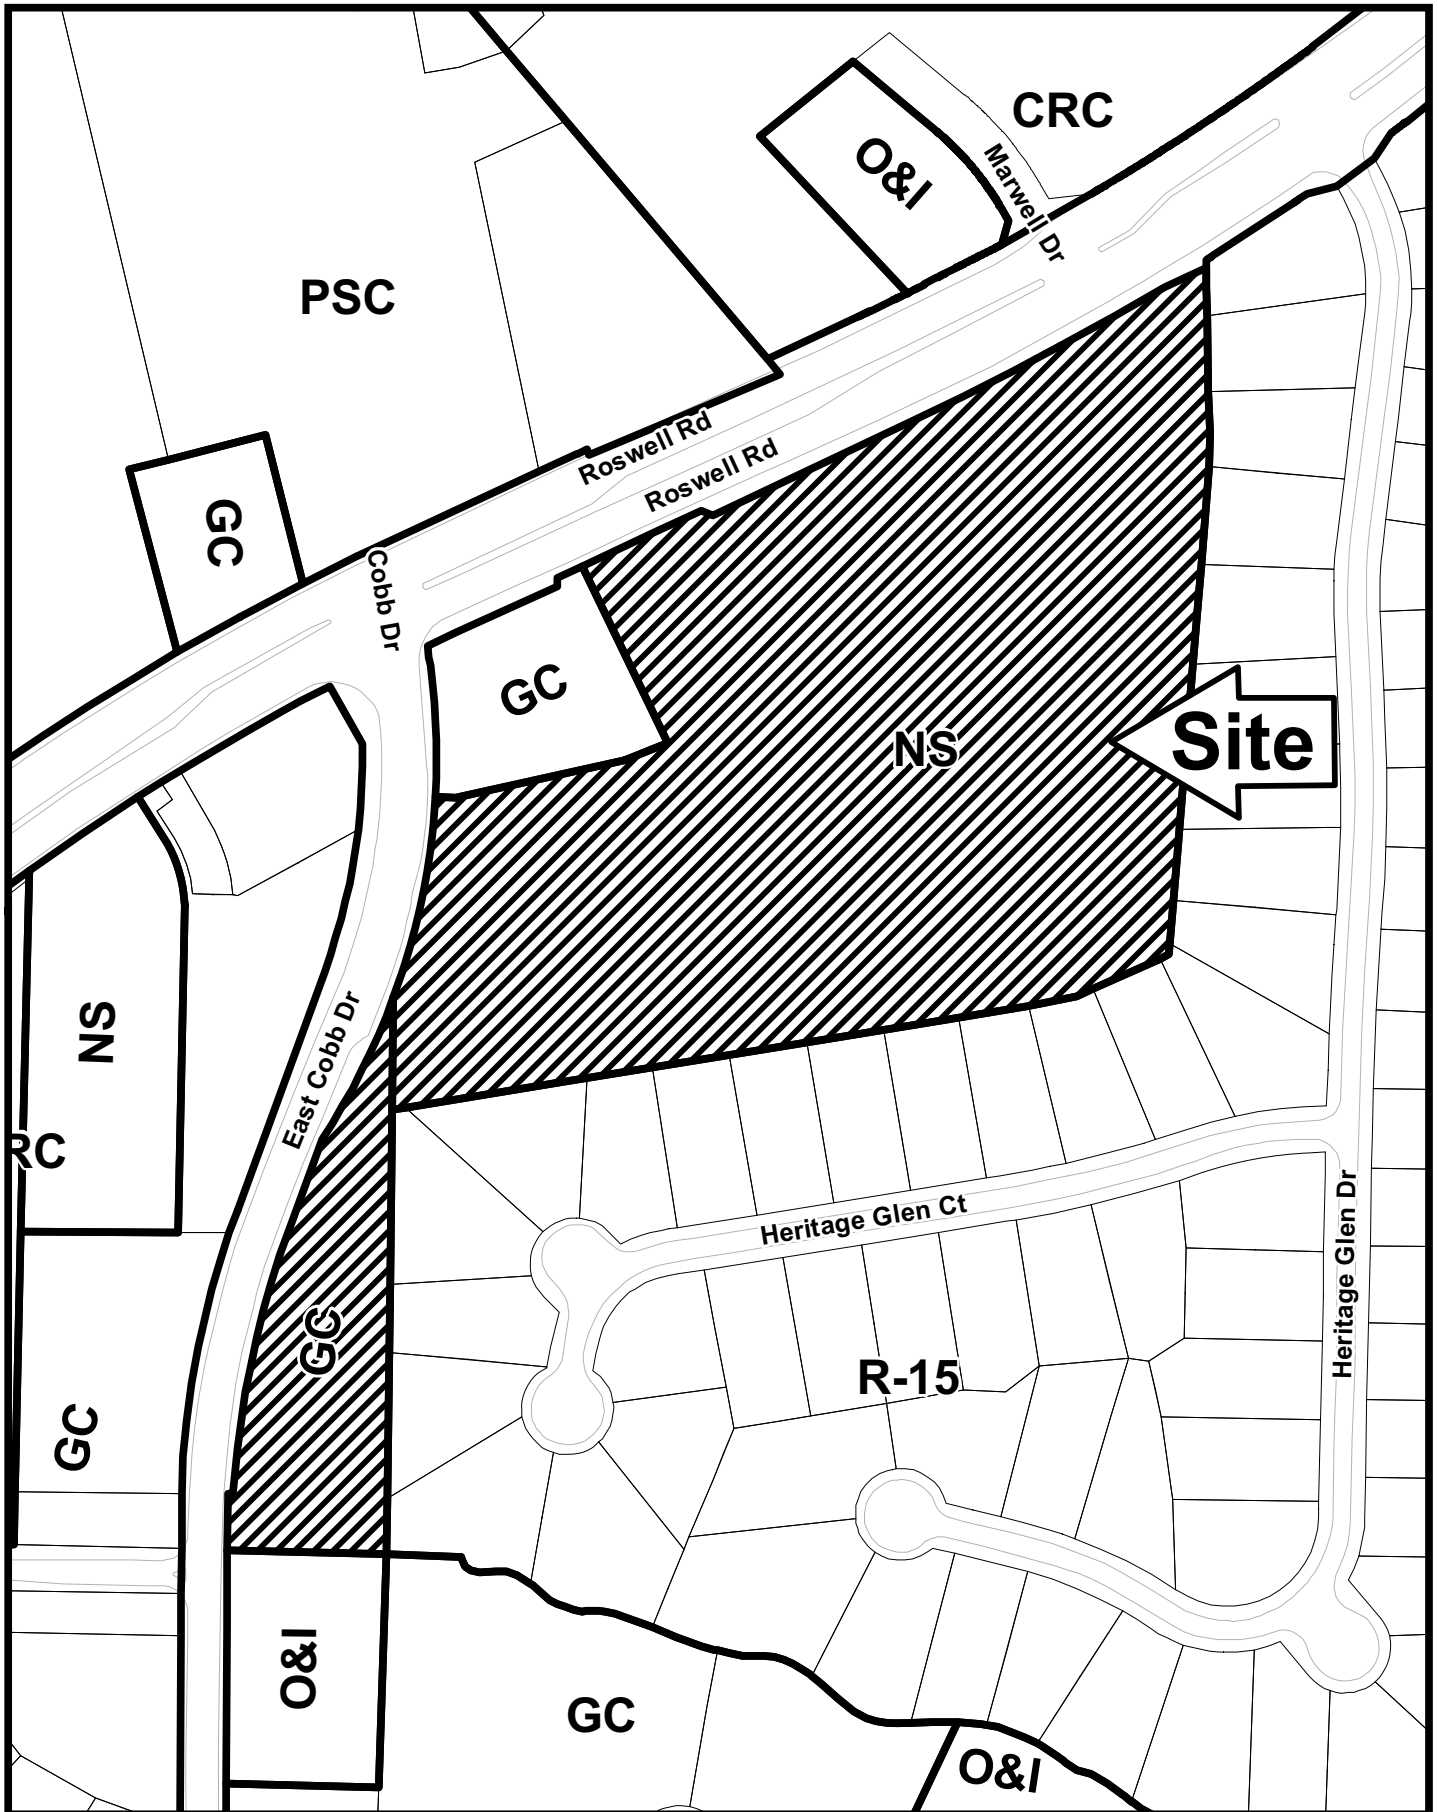 CRC
O&I
Marwell Dr
PSC
Roswell Rd
Roswell Rd
GC
Cobb Dr
GC
NS
Site
NS
East Cobb Dr
RC
Heritage Glen Ct
Heritage Glen Dr
GC
R-15
GC
O&I
GC
O&I